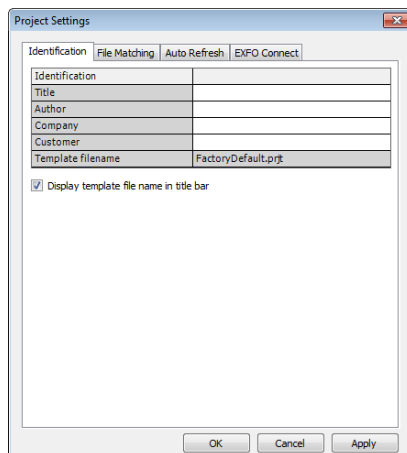 Project Settings
Identification File Matching Auto Refresh EXFO Connect
Identification
Title
Author
Company
Customer
Template filename FactoryDefault.prjt
Display template file name in title bar
OK Cancel Apply